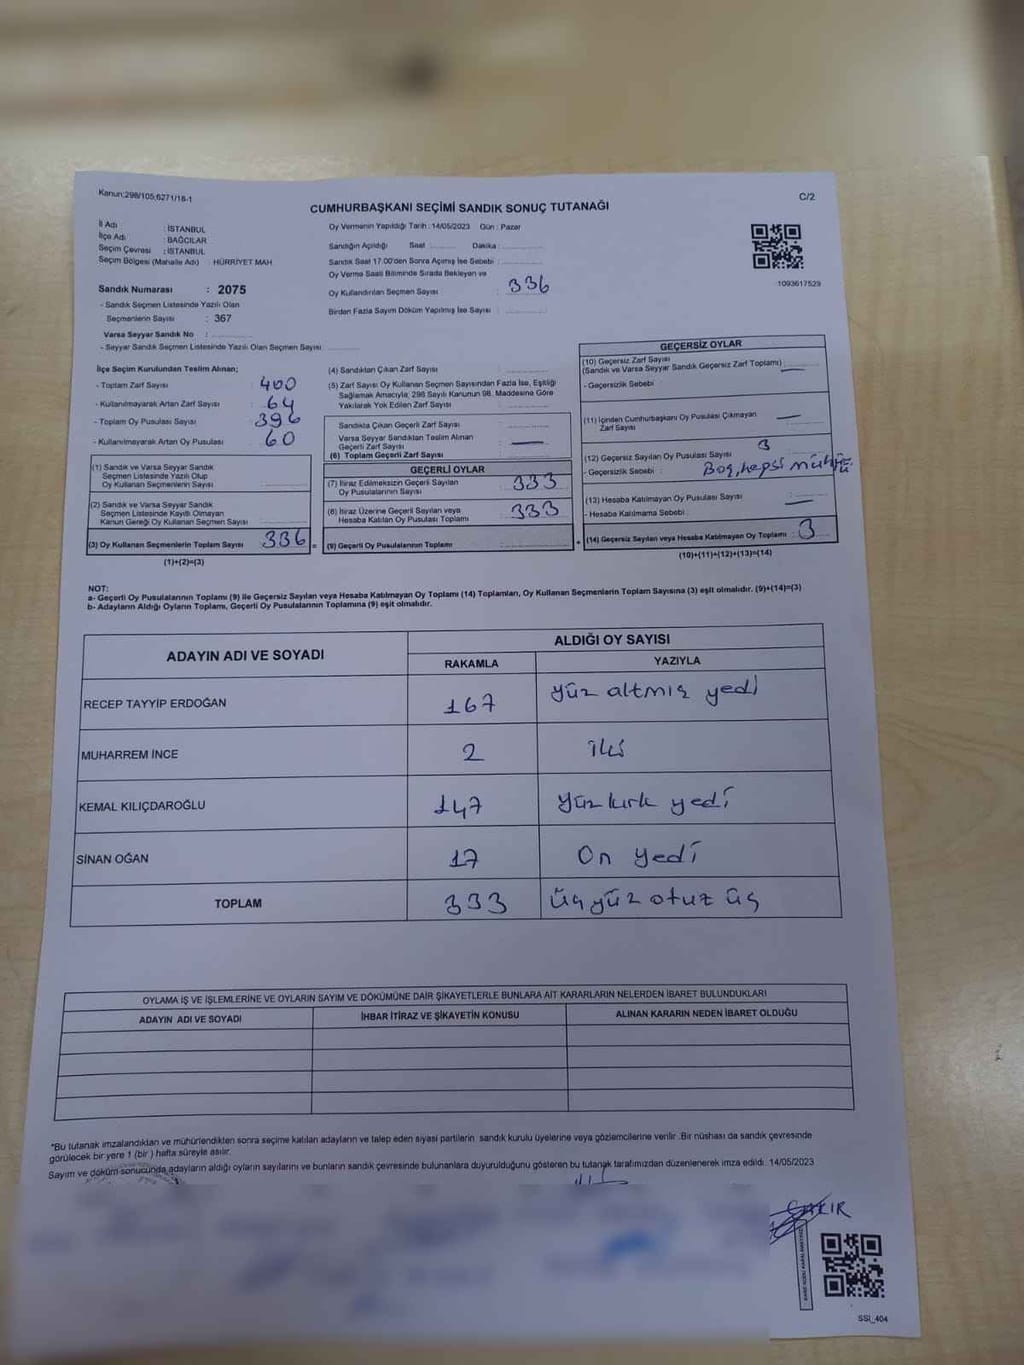 Kanun:298/105;6271/18-1
CUMHURBAŞKANI SEÇİMİ SANDIK SONUÇ TUTANAĞI
C/2
İl Adı : İSTANBUL
İlçe Adı : BAĞCILAR
Seçim Çevresi : İSTANBUL
Seçim Bölgesi (Mahalle Adı) : HÜRRİYET MAH
Sandık Numarası : 2075
- Sandık Seçmen Listesinde Yazılı Olan
Seçmenlerin Sayısı : 367
Varsa Seyyar Sandık No :
- Seyyar Sandık Seçmen Listesinde Yazılı Olan Seçmen Sayısı :
Oy Vermenin Yapıldığı Tarih : 14/05/2023 Gün : Pazar
Sandığın Açıldığı Saat Dakika :
Sandık Saat 17.00'den Sonra Açılmış İse Sebebi :
Oy Verme Saati Bitiminde Sırada Bekleyen ve
Oy Kullandırılan Seçmen Sayısı : 336
Birden Fazla Sayım Döküm Yapılmış İse Sayısı :
1093617529
İlçe Seçim Kurulundan Teslim Alınan;
- Toplam Zarf Sayısı : 400
- Kullanılmayarak Artan Zarf Sayısı : 64
- Toplam Oy Pusulası Sayısı : 396
- Kullanılmayarak Artan Oy Pusulası : 60
(1) Sandık ve Varsa Seyyar Sandık
Seçmen Listesinde Yazılı Olup
Oy Kullanan Seçmenlerin Sayısı :
(2) Sandık ve Varsa Seyyar Sandık
Seçmen Listesinde Kayıtlı Olmayan
Kanun Gereği Oy Kullanan Seçmen Sayısı :
(3) Oy Kullanan Seçmenlerin Toplam Sayısı 336 =
(1)+(2)=(3)
(4) Sandıktan Çıkan Zarf Sayısı :
(5) Zarf Sayısı Oy Kullanan Seçmen Sayısından Fazla İse, Eşitliği
Sağlamak Amacıyla; 298 Sayılı Kanunun 98. Maddesine Göre
Yakılarak Yok Edilen Zarf Sayısı :
Sandıkta Çıkan Geçerli Zarf Sayısı :
Varsa Seyyar Sandıktan Teslim Alınan
Geçerli Zarf Sayısı : —
(6) Toplam Geçerli Zarf Sayısı :
GEÇERLİ OYLAR
(7) İtiraz Edilmeksizin Geçerli Sayılan
Oy Pusulalarının Sayısı : 333
(8) İtiraz Üzerine Geçerli Sayılan veya
Hesaba Katılan Oy Pusulası Toplamı : 333
(9) Geçerli Oy Pusulalarının Toplamı : +
GEÇERSİZ OYLAR
(10) Geçersiz Zarf Sayısı
(Sandık ve Varsa Seyyar Sandık Geçersiz Zarf Toplamı) : —
- Geçersizlik Sebebi :
(11) İçinden Cumhurbaşkanı Oy Pusulası Çıkmayan
Zarf Sayısı : —
(12) Geçersiz Sayılan Oy Pusulası Sayısı : 3
- Geçersizlik Sebebi : Boş, hepsi
(13) Hesaba Katılmayan Oy Pusulası Sayısı : —
- Hesaba Katılmama Sebebi :
(14) Geçersiz Sayılan veya Hesaba Katılmayan Oy Toplamı : 3
(10)+(11)+(12)+(13)=(14)
NOT:
a- Geçerli Oy Pusulalarının Toplamı (9) ile Geçersiz Sayılan veya Hesaba Katılmayan Oy Toplamı (14) Toplamları, Oy Kullanan Seçmenlerin Toplam Sayısına (3) eşit olmalıdır. (9)+(14)=(3)
b- Adayların Aldığı Oyların Toplamı, Geçerli Oy Pusulalarının Toplamına (9) eşit olmalıdır.
ADAYIN ADI VE SOYADI
ALDIĞI OY SAYISI
RAKAMLA YAZIYLA
RECEP TAYYİP ERDOĞAN 167 yüz altmış yedi
MUHARREM İNCE 2 iki
KEMAL KILIÇDAROĞLU 147 yüz kırk yedi
SİNAN OĞAN 17 On yedi
TOPLAM 333 üç yüz otuz üç
OYLAMA İŞ VE İŞLEMLERİNE VE OYLARIN SAYIM VE DÖKÜMÜNE DAİR ŞİKAYETLERLE BUNLARA AİT KARARLARIN NELERDEN İBARET BULUNDUKLARI
ADAYIN ADI VE SOYADI İHBAR İTİRAZ VE ŞİKAYETİN KONUSU ALINAN KARARIN NEDEN İBARET OLDUĞU
*Bu tutanak imzalandıktan ve mühürlendikten sonra seçime katılan adayların ve talep eden siyasi partilerin sandık kurulu üyelerine veya gözlemcilerine verilir. Bir nüshası da sandık çevresinde
görülecek bir yere 1 (bir) hafta süreyle asılır.
Sayım ve döküm sonucunda adayların aldığı oyların sayılarını ve bunların sandık çevresinde bulunanlara duyurulduğunu gösteren bu tutanak tarafımızdan düzenlenerek imza edildi. 14/05/2023
SSİ_404